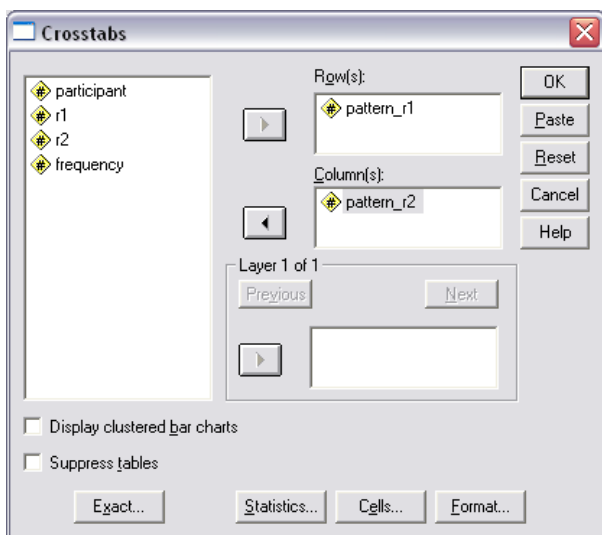 Crosstabs
participant
r1
r2
frequency
Row(s):
pattern_r1
Column(s):
pattern_r2
Layer 1 of 1
Previous
Next
OK
Paste
Reset
Cancel
Help
Display clustered bar charts
Suppress tables
Exact...
Statistics...
Cells...
Format...